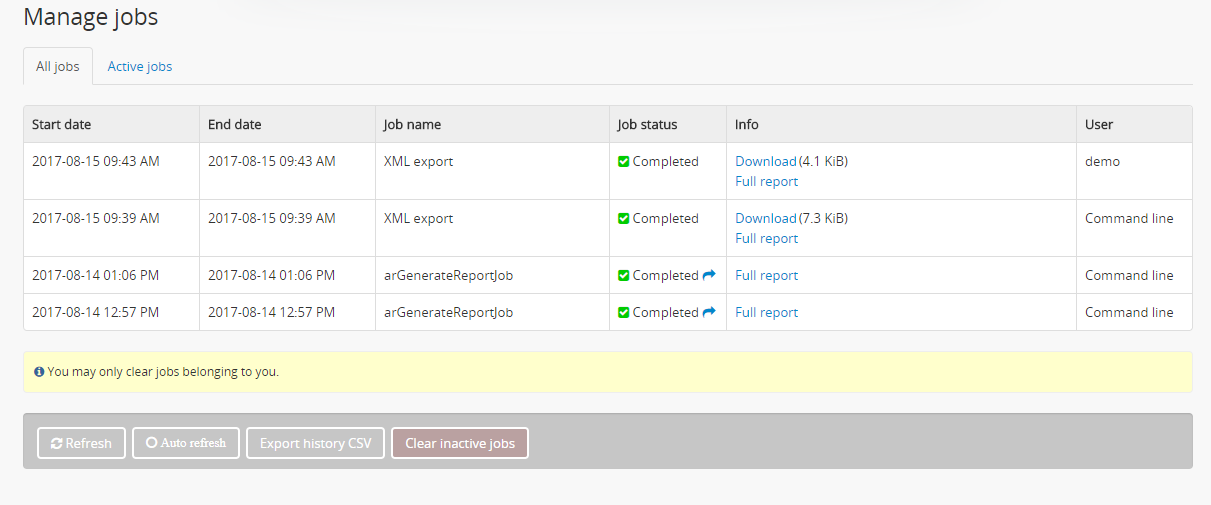 Manage jobs
All jobs Active jobs
Start date End date Job name Job status Info User
2017-08-15 09:43 AM 2017-08-15 09:43 AM XML export Completed Download (4.1 KiB) demo
Full report
2017-08-15 09:39 AM 2017-08-15 09:39 AM XML export Completed Download (7.3 KiB) Command line
Full report
2017-08-14 01:06 PM 2017-08-14 01:06 PM arGenerateReportJob Completed Full report Command line
2017-08-14 12:57 PM 2017-08-14 12:57 PM arGenerateReportJob Completed Full report Command line
You may only clear jobs belonging to you.
Refresh Auto refresh Export history CSV Clear inactive jobs